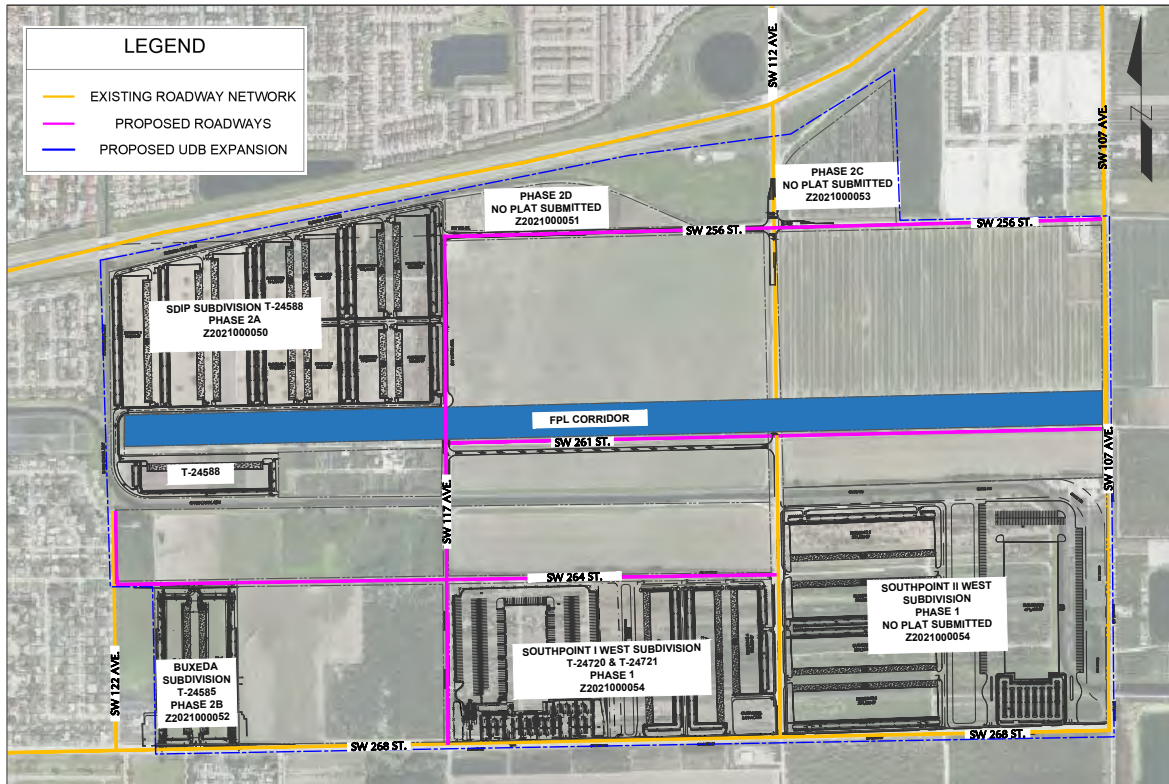 LEGEND
EXISTING ROADWAY NETWORK
PROPOSED ROADWAYS
PROPOSED UDB EXPANSION
SW 112 AVE.
SW 107 AVE.
N
PHASE 2C
NO PLAT SUBMITTED
Z2021000053
PHASE 2D
NO PLAT SUBMITTED
Z2021000051
SW 256 ST.
SW 256 ST.
SDIP SUBDIVISION T-24588
PHASE 2A
Z2021000050
FPL CORRIDOR
SW 261 ST.
T-24588
SW 117 AVE.
SW 107 AVE.
SW 264 ST.
SOUTHPOINT II WEST
SUBDIVISION
PHASE 1
NO PLAT SUBMITTED
Z2021000054
SOUTHPOINT I WEST SUBDIVISION
T-24720 & T-24721
PHASE 1
Z2021000054
BUXEDA
SUBDIVISION
T-24585
PHASE 2B
Z2021000052
SW 122 AVE.
SW 268 ST.
SW 268 ST.